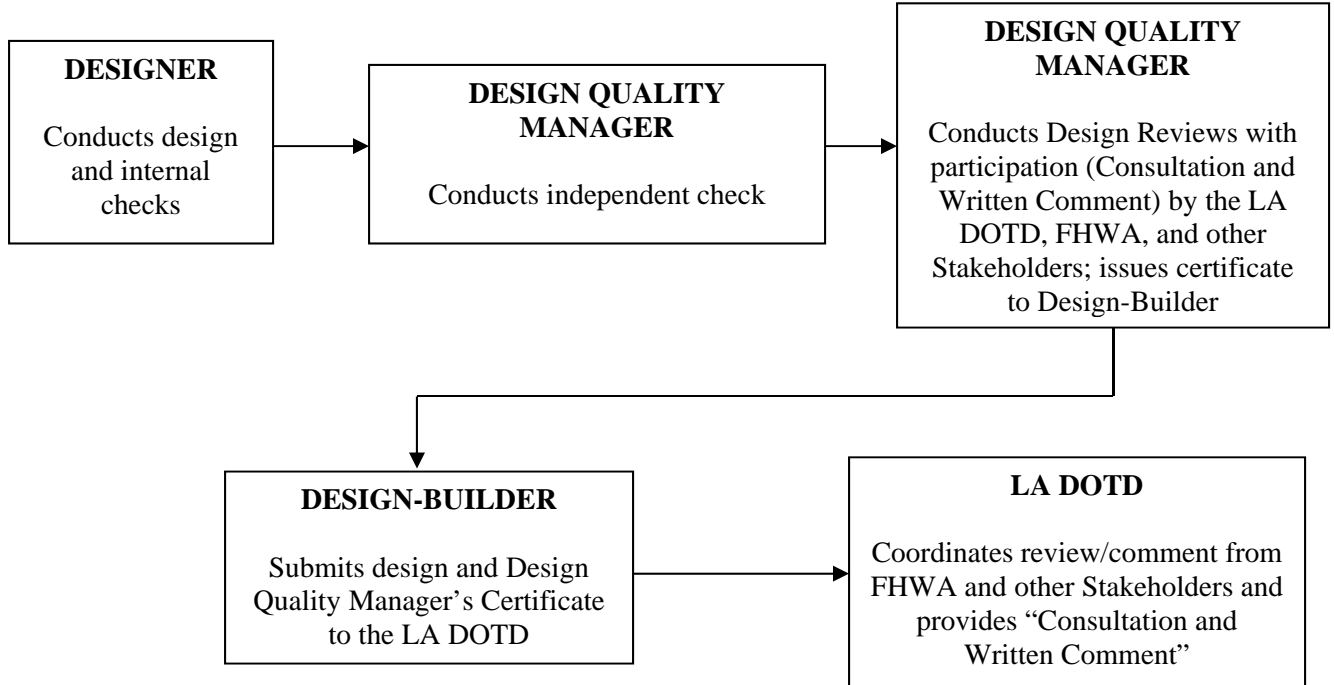 DESIGNER
Conducts design
and internal
checks
DESIGN QUALITY
MANAGER
Conducts independent check
DESIGN QUALITY
MANAGER
Conducts Design Reviews with
participation (Consultation and
Written Comment) by the LA
DOTD, FHWA, and other
Stakeholders; issues certificate
to Design-Builder
DESIGN-BUILDER
Submits design and Design
Quality Manager’s Certificate
to the LA DOTD
LA DOTD
Coordinates review/comment from
FHWA and other Stakeholders and
provides “Consultation and
Written Comment”